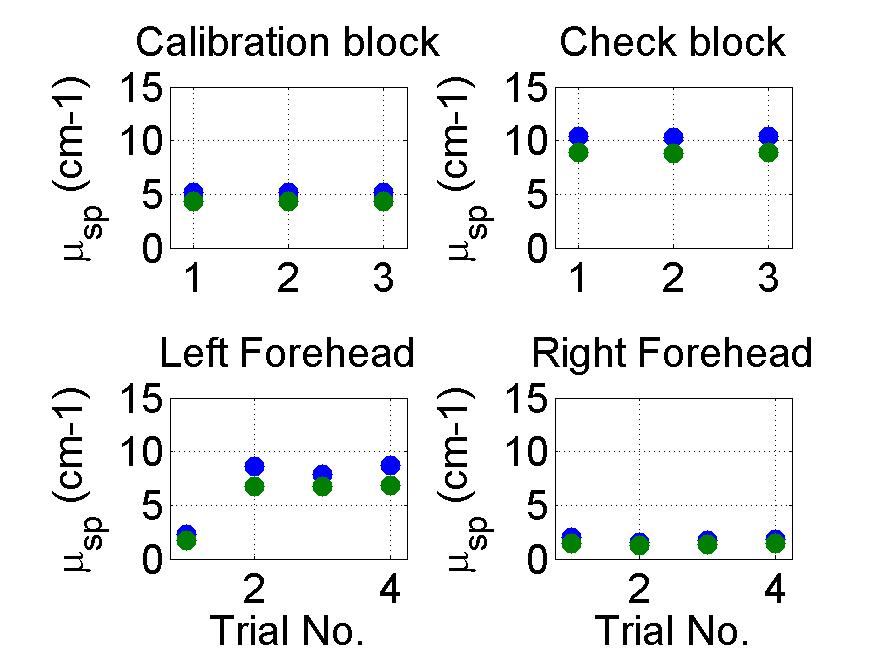 Calibration block
Check block
μsp (cm-1)
15
10
5
0
1 2 3
μsp (cm-1)
15
10
5
0
1 2 3
Left Forehead
Right Forehead
μsp (cm-1)
15
10
5
0
2 4
Trial No.
μsp (cm-1)
15
10
5
0
2 4
Trial No.